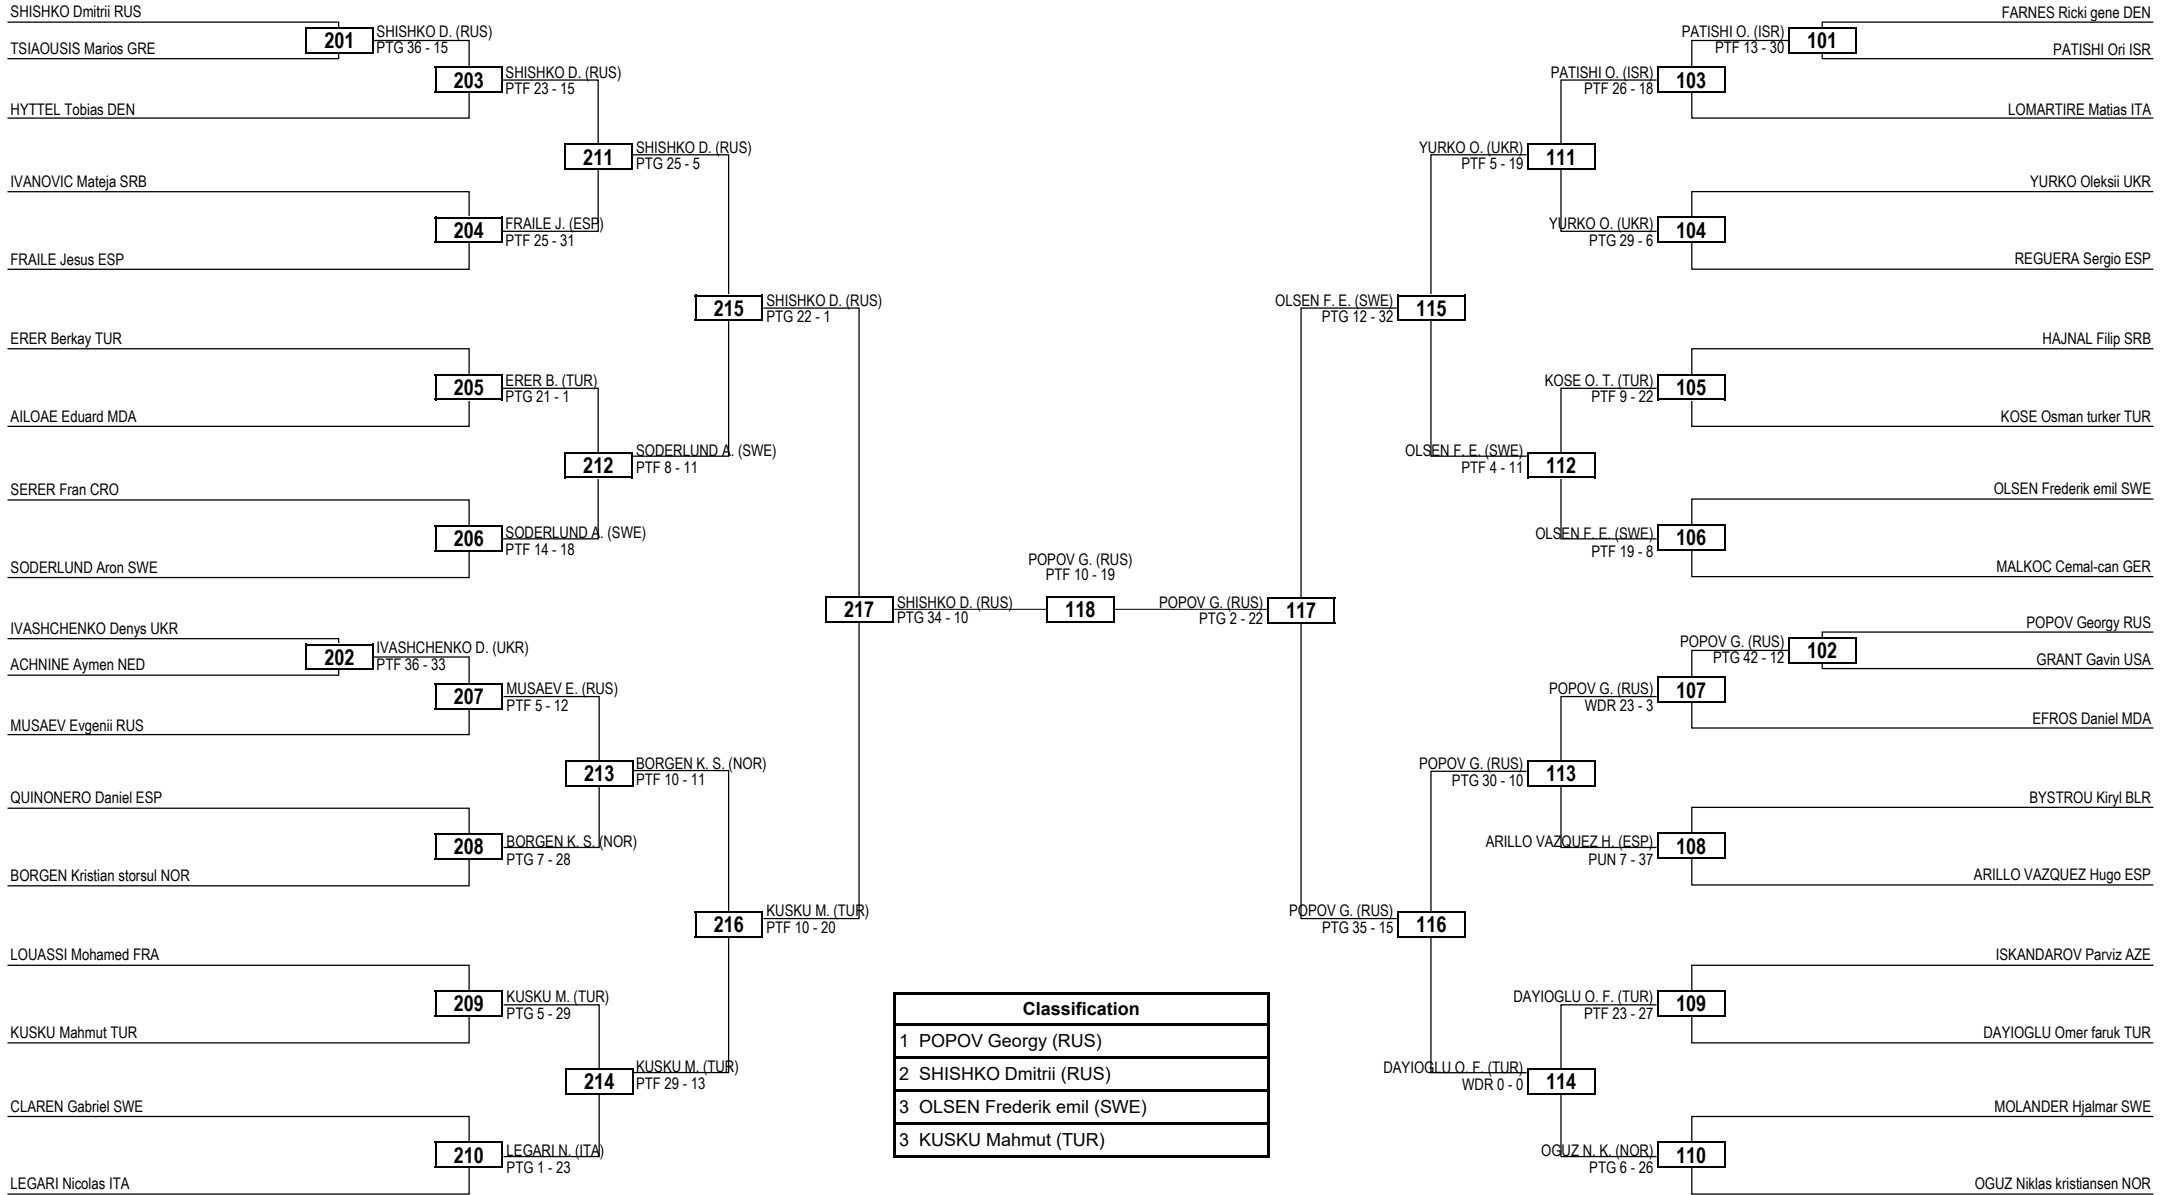 SHISHKO Dmitrii RUS
201
SHISHKO D. (RUS)
PTG 36 - 15
TSIAOUSIS Marios GRE
203
SHISHKO D. (RUS)
PTF 23 - 15
HYTTEL Tobias DEN
211
SHISHKO D. (RUS)
PTG 25 - 5
IVANOVIC Mateja SRB
204
FRAILE J. (ESP)
PTF 25 - 31
FRAILE Jesus ESP
215
SHISHKO D. (RUS)
PTG 22 - 1
ERER Berkay TUR
205
ERER B. (TUR)
PTG 21 - 1
AILOAE Eduard MDA
212
SODERLUND A. (SWE)
PTF 8 - 11
SERER Fran CRO
206
SODERLUND A. (SWE)
PTF 14 - 18
SODERLUND Aron SWE
217
SHISHKO D. (RUS)
PTG 34 - 10
IVASHCHENKO Denys UKR
202
IVASHCHENKO D. (UKR)
PTF 36 - 33
ACHNINE Aymen NED
207
MUSAEV E. (RUS)
PTF 5 - 12
MUSAEV Evgenii RUS
213
BORGEN K. S. (NOR)
PTF 10 - 11
QUINONERO Daniel ESP
208
BORGEN K. S. (NOR)
PTG 7 - 28
BORGEN Kristian storsul NOR
216
KUSKU M. (TUR)
PTF 10 - 20
LOUASSI Mohamed FRA
209
KUSKU M. (TUR)
PTG 5 - 29
KUSKU Mahmut TUR
214
KUSKU M. (TUR)
PTF 29 - 13
CLAREN Gabriel SWE
210
LEGARI N. (ITA)
PTG 1 - 23
LEGARI Nicolas ITA
POPOV G. (RUS)
PTF 10 - 19
118
FARNES Ricki gene DEN
PATISHI O. (ISR)
PTF 13 - 30
101
PATISHI Ori ISR
PATISHI O. (ISR)
PTF 26 - 18
103
LOMARTIRE Matias ITA
YURKO O. (UKR)
PTF 5 - 19
111
YURKO Oleksii UKR
YURKO O. (UKR)
PTG 29 - 6
104
REGUERA Sergio ESP
OLSEN F. E. (SWE)
PTG 12 - 32
115
HAJNAL Filip SRB
KOSE O. T. (TUR)
PTF 9 - 22
105
KOSE Osman turker TUR
OLSEN F. E. (SWE)
PTF 4 - 11
112
OLSEN Frederik emil SWE
OLSEN F. E. (SWE)
PTF 19 - 8
106
MALKOC Cemal-can GER
POPOV G. (RUS)
PTG 2 - 22
117
POPOV Georgy RUS
POPOV G. (RUS)
PTG 42 - 12
102
GRANT Gavin USA
POPOV G. (RUS)
WDR 23 - 3
107
EFROS Daniel MDA
POPOV G. (RUS)
PTG 30 - 10
113
BYSTROU Kiryl BLR
ARILLO VAZQUEZ H. (ESP)
PUN 7 - 37
108
ARILLO VAZQUEZ Hugo ESP
POPOV G. (RUS)
PTG 35 - 15
116
ISKANDAROV Parviz AZE
DAYIOGLU O. F. (TUR)
PTF 23 - 27
109
DAYIOGLU Omer faruk TUR
DAYIOGLU O. F. (TUR)
WDR 0 - 0
114
MOLANDER Hjalmar SWE
OGUZ N. K. (NOR)
PTG 6 - 26
110
OGUZ Niklas kristiansen NOR
Classification
1 POPOV Georgy (RUS)
2 SHISHKO Dmitrii (RUS)
3 OLSEN Frederik emil (SWE)
3 KUSKU Mahmut (TUR)